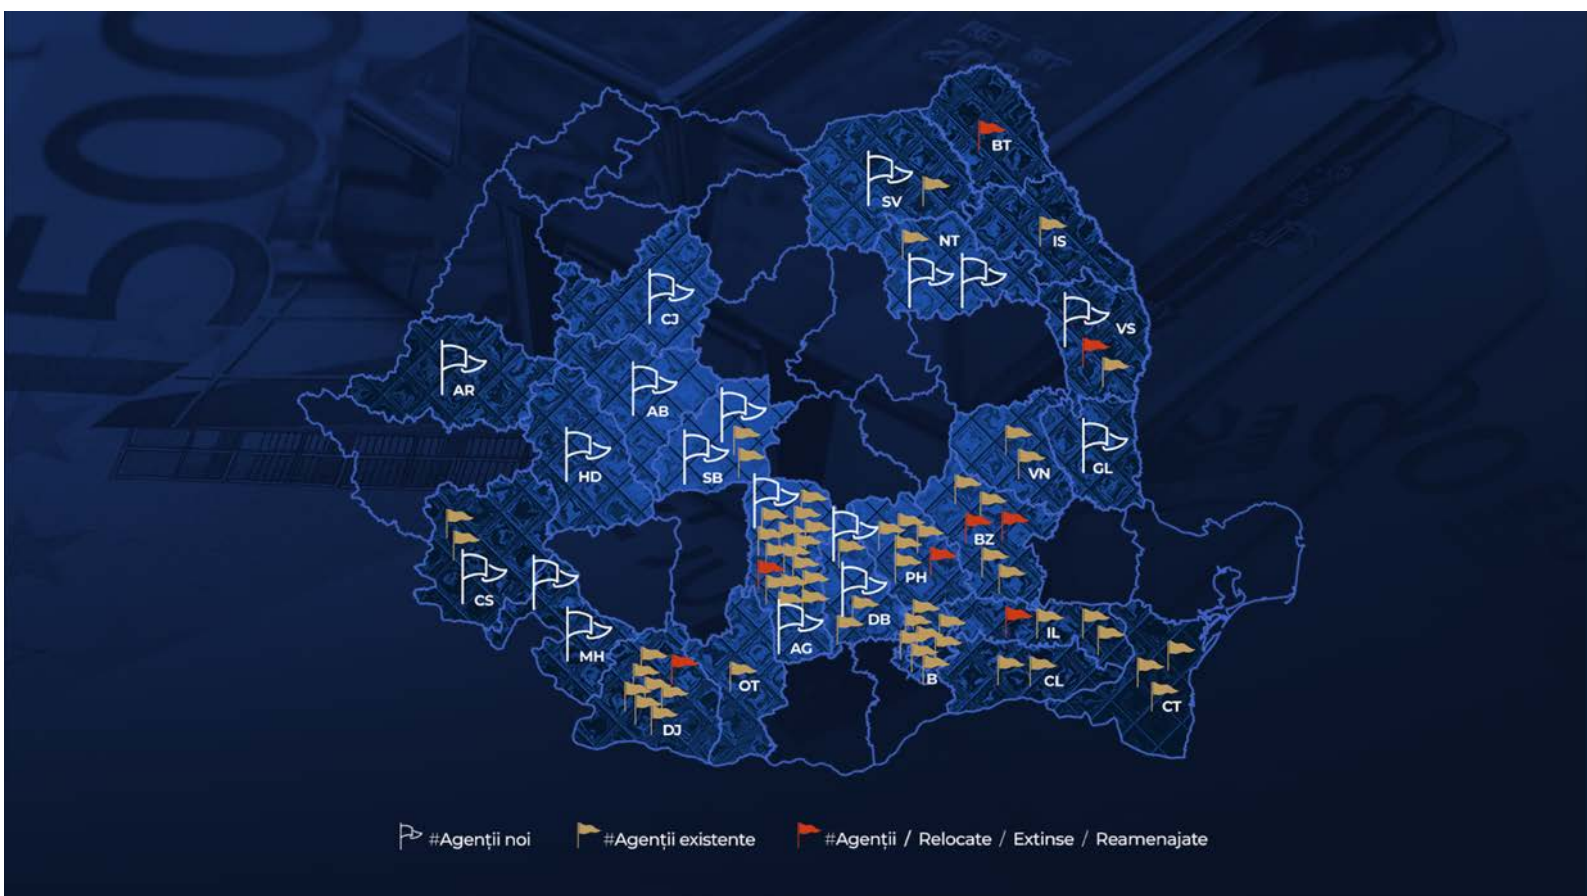 BT
SV
NT
IS
CJ
VS
AR
AB
HD
SB
VN
GL
BZ
CS
PH
DB
IL
MH
AG
OT
B
CL
CT
DJ
#Agenții noi
#Agenții existente
#Agenții / Relocate / Extinse / Reamenajate